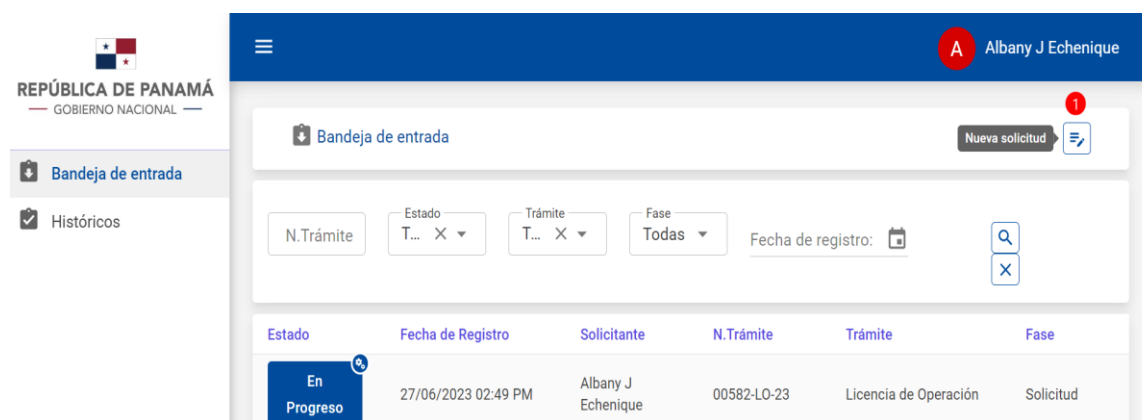 REPÚBLICA DE PANAMÁ
GOBIERNO NACIONAL
Bandeja de entrada
Históricos
A
Albany J Echenique
Bandeja de entrada
1
Nueva solicitud
N.Trámite
Estado
T...
Trámite
T...
Fase
Todas
Fecha de registro:
Estado Fecha de Registro Solicitante N.Trámite Trámite Fase
En
Progreso
27/06/2023 02:49 PM
Albany J
Echenique
00582-LO-23
Licencia de Operación
Solicitud